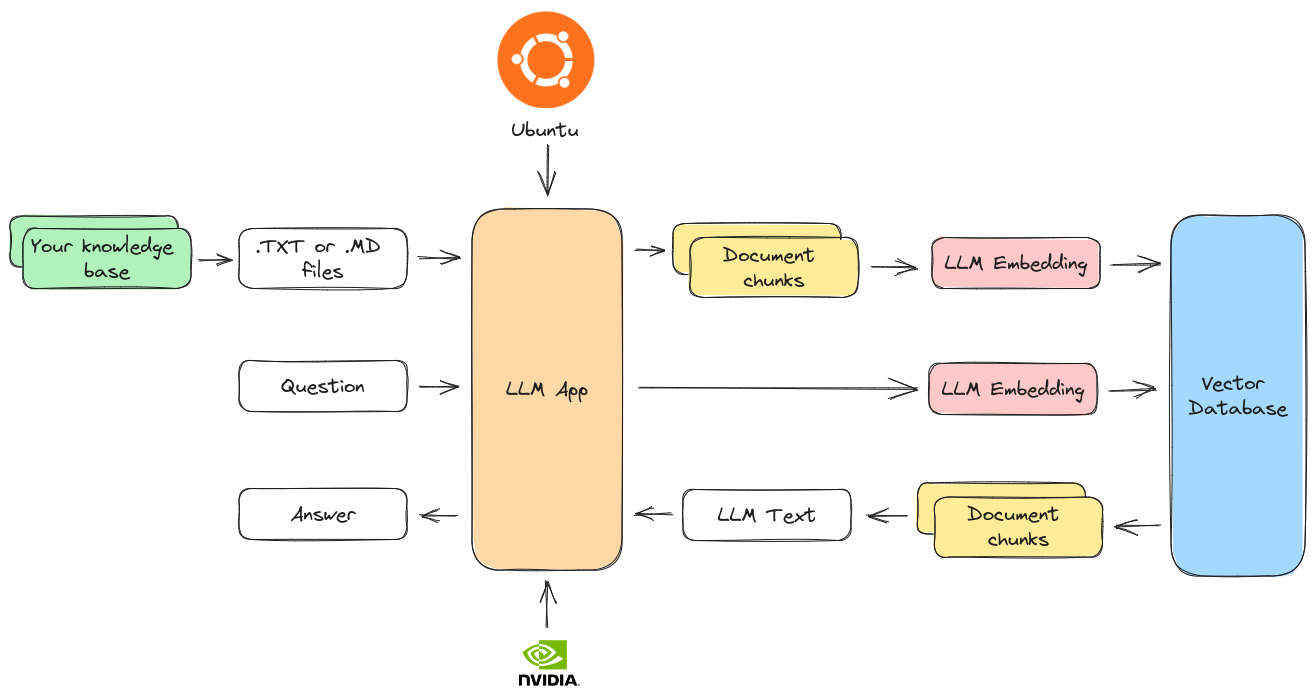 Ubuntu
Your knowledge
base
.TXT or .MD
files
Document
chunks
LLM Embedding
Question
LLM App
LLM Embedding
Vector
Database
Answer
LLM Text
Document
chunks
NVIDIA.